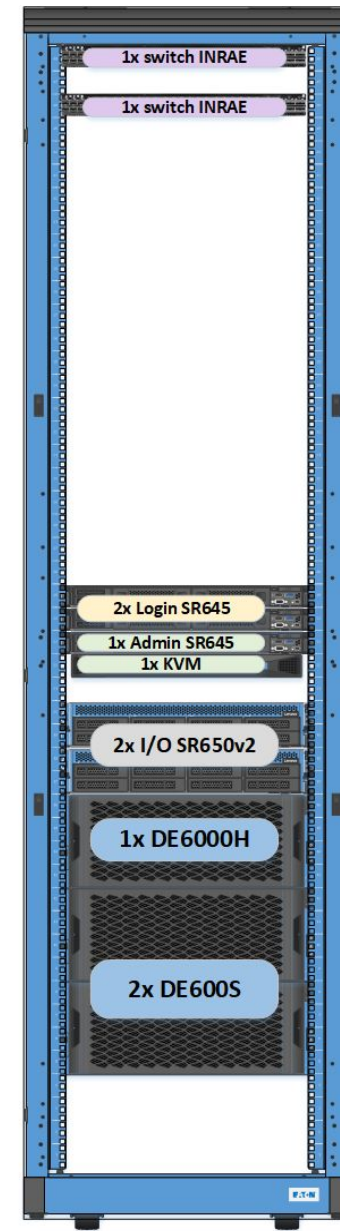 1x switch INRAE
1x switch INRAE
2x Login SR645
1x Admin SR645
1x KVM
2x I/O SR650v2
1x DE6000H
2x DE600S
EATON